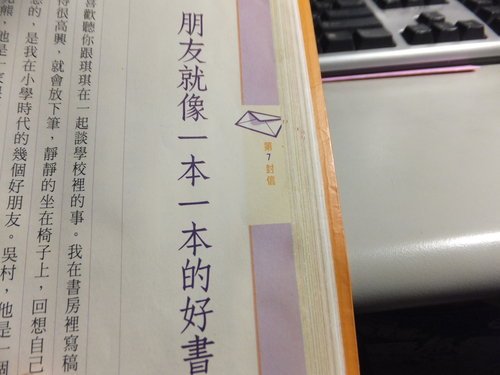 第7封信
朋友就像一本一本的好書
喜歡聽你跟琪琪在一起談學校裡的事。我在書房裡寫稿
得很高興，就會放下筆，靜靜的坐在椅子上，回想自己
想的，是我在小學時代的幾個好朋友。吳村，他是一個